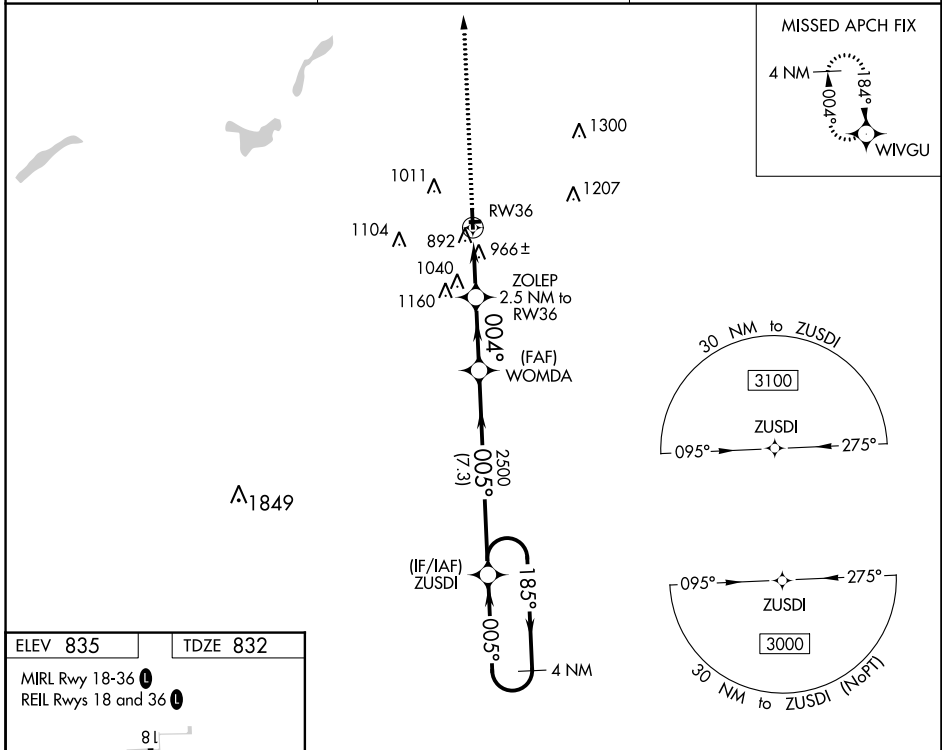 MISSED APCH FIX
4 NM
184°
004°
WIVGU
1300
1011
1207
RW36
1104
892
966±
1040
1160
ZOLEP
2.5 NM to
RW36
004°
(FAF)
WOMDA
30 NM to ZUSDI
3100
ZUSDI
095°
275°
2500
(7.3)
005°
1849
(IF/IAF)
ZUSDI
185°
005°
4 NM
095°
275°
ZUSDI
3000
30 NM to ZUSDI (NoPT)
ELEV 835
TDZE 832
MIRL Rwy 18-36 L
REIL Rwys 18 and 36 L
18